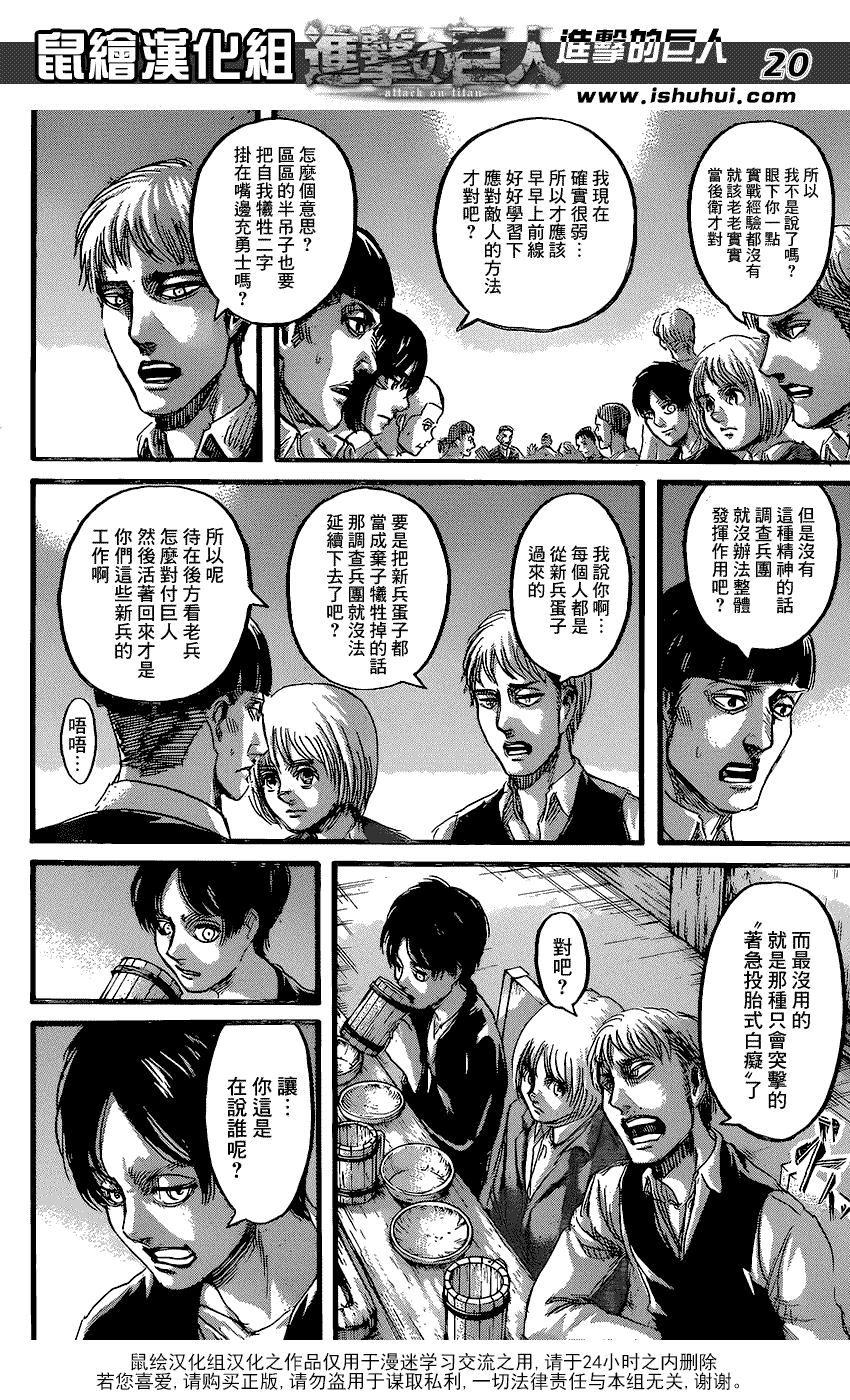 鼠繪漢化組
進撃の巨人
attack on titan
進擊的巨人
20
www.ishuhui.com
所以
我不是說了嗎?
眼下你一點
實戰經驗都沒有
就該老老實實
當後衛才對
我現在
確實很弱…
所以才應該
早早上前線
好好學習下
應對敵人的方法
才對吧?
怎麼個意思?
區區的半吊子也要
把自我犧牲二字
掛在嘴邊充勇士嗎?
但是沒有
這種精神的話
調查兵團
就沒辦法整體
發揮作用吧?
我說你啊…
每個人都是
從新兵蛋子
過來的
要是把新兵蛋子都
當成棄子犧牲掉的話
那調查兵團就沒法
延續下去了吧?
所以呢
待在後方看老兵
怎麼對付巨人
然後活著回來才是
你們這些新兵的
工作啊
唔唔…
而最沒用的
就是那種只會突擊的
〝著急投胎式白癡〞了
對吧?
讓…
你這是
在說誰呢?
鼠绘汉化组汉化之作品仅用于漫迷学习交流之用,请于24小时之内删除
若您喜爱,请购买正版,请勿盗用于谋取私利,一切法律责任与本组无关,谢谢。